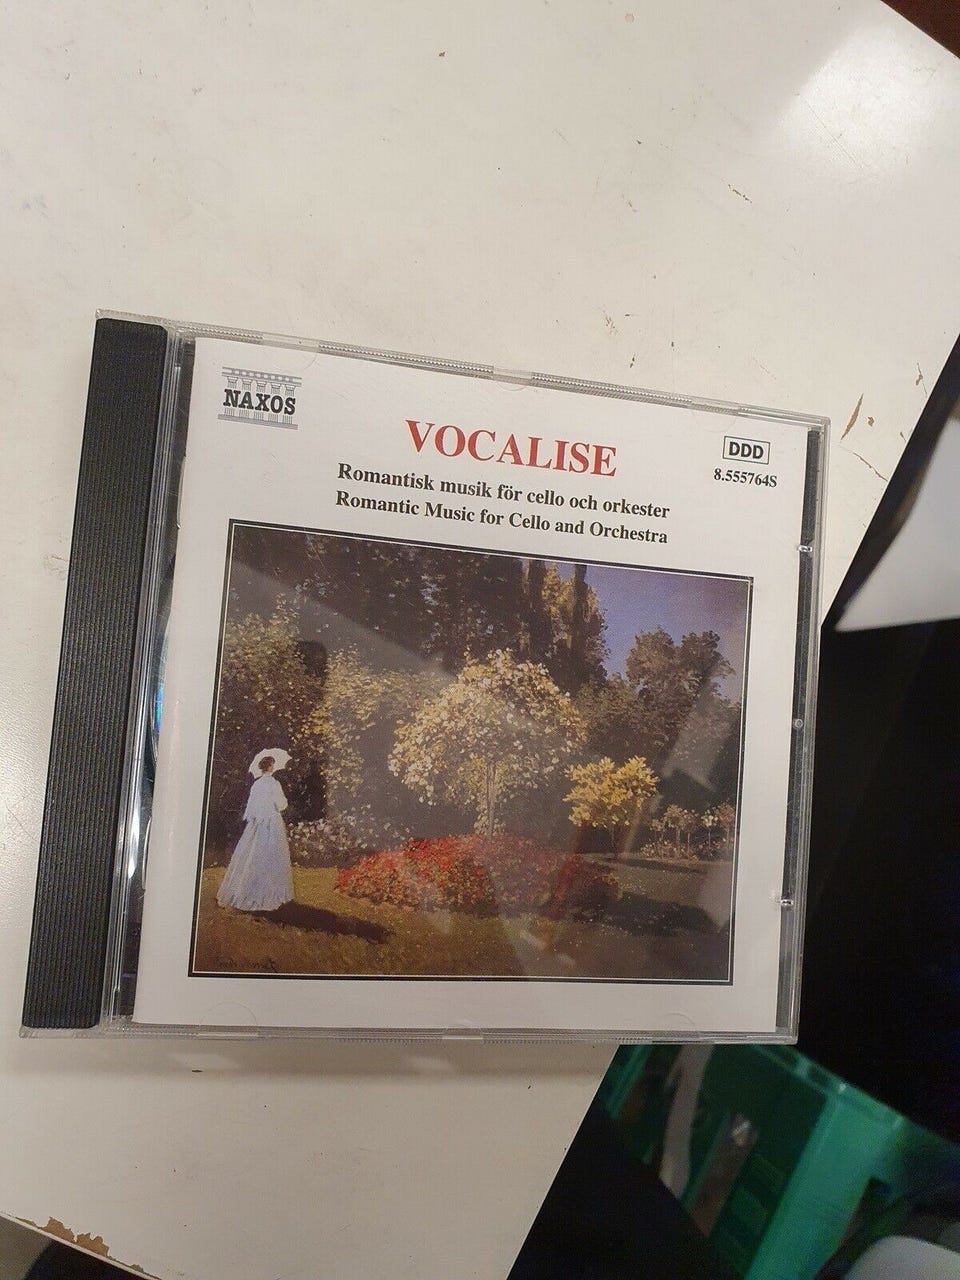 NAXOS
VOCALISE
DDD
8.555764S
Romantisk musik för cello och orkester
Romantic Music for Cello and Orchestra